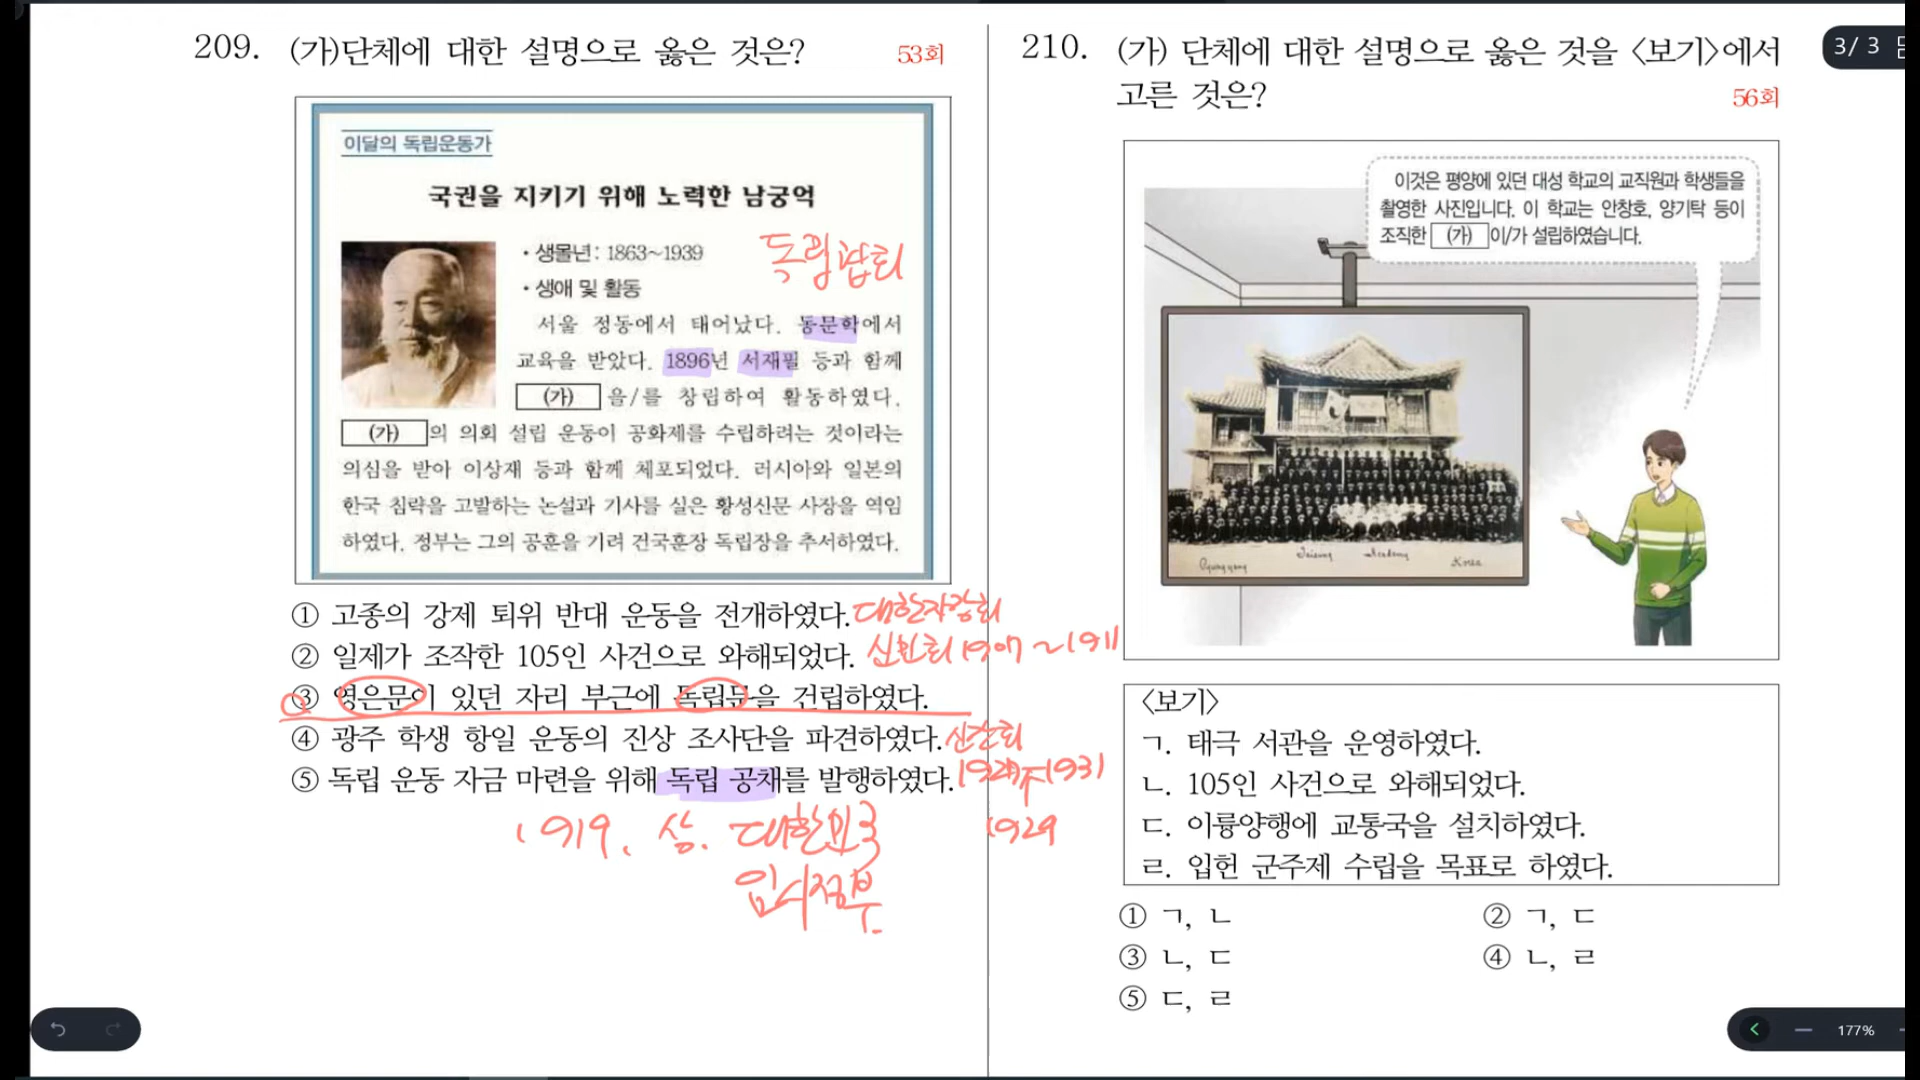 209. (가)단체에 대한 설명으로 옳은 것은? 53회
이달의 독립운동가
국권을 지키기 위해 노력한 남궁억
• 생몰년: 1863~1939
독립협회
• 생애 및 활동
서울 정동에서 태어났다. 동문학에서
교육을 받았다. 1896년 서재필 등과 함께
(가) 을/를 창립하여 활동하였다.
(가) 의 의회 설립 운동이 공화제를 수립하려는 것이라는
의심을 받아 이상재 등과 함께 체포되었다. 러시아와 일본의
한국 침략을 고발하는 논설과 기사를 실은 황성신문 사장을 역임
하였다. 정부는 그의 공훈을 기려 건국훈장 독립장을 추서하였다.
① 고종의 강제 퇴위 반대 운동을 전개하였다. 대한자강회
② 일제가 조작한 105인 사건으로 와해되었다. 신민회 1907~1911
③ 영은문이 있던 자리 부근에 독립문을 건립하였다.
④ 광주 학생 항일 운동의 진상 조사단을 파견하였다. 신간회
⑤ 독립 운동 자금 마련을 위해 독립 공채를 발행하였다. 1931
1919. 상. 대한민국
임시정부.
1929
210. (가) 단체에 대한 설명으로 옳은 것을 <보기>에서
고른 것은? 56회
이것은 평양에 있던 대성 학교의 교직원과 학생들을
촬영한 사진입니다. 이 학교는 안창호, 양기탁 등이
조직한 (가) 이/가 설립하였습니다.
Pyungyang Taisung Academy Korea
<보기>
ㄱ. 태극 서관을 운영하였다.
ㄴ. 105인 사건으로 와해되었다.
ㄷ. 이륭양행에 교통국을 설치하였다.
ㄹ. 입헌 군주제 수립을 목표로 하였다.
① ㄱ, ㄴ ② ㄱ, ㄷ
③ ㄴ, ㄷ ④ ㄴ, ㄹ
⑤ ㄷ, ㄹ
3/ 3
177%